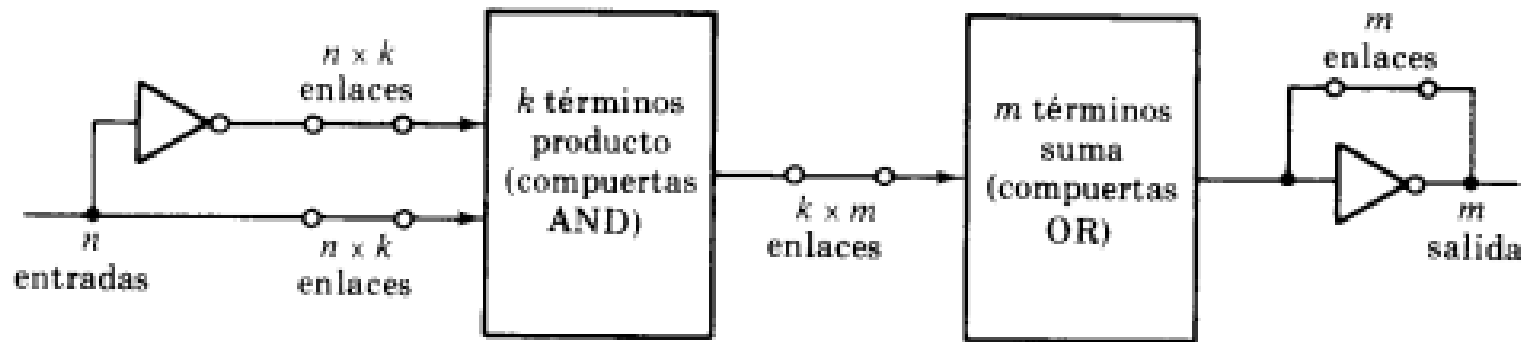 n
entradas
n × k
enlaces
n × k
enlaces
k términos
producto
(compuertas
AND)
k × m
enlaces
m términos
suma
(compuertas
OR)
m
enlaces
m
salida